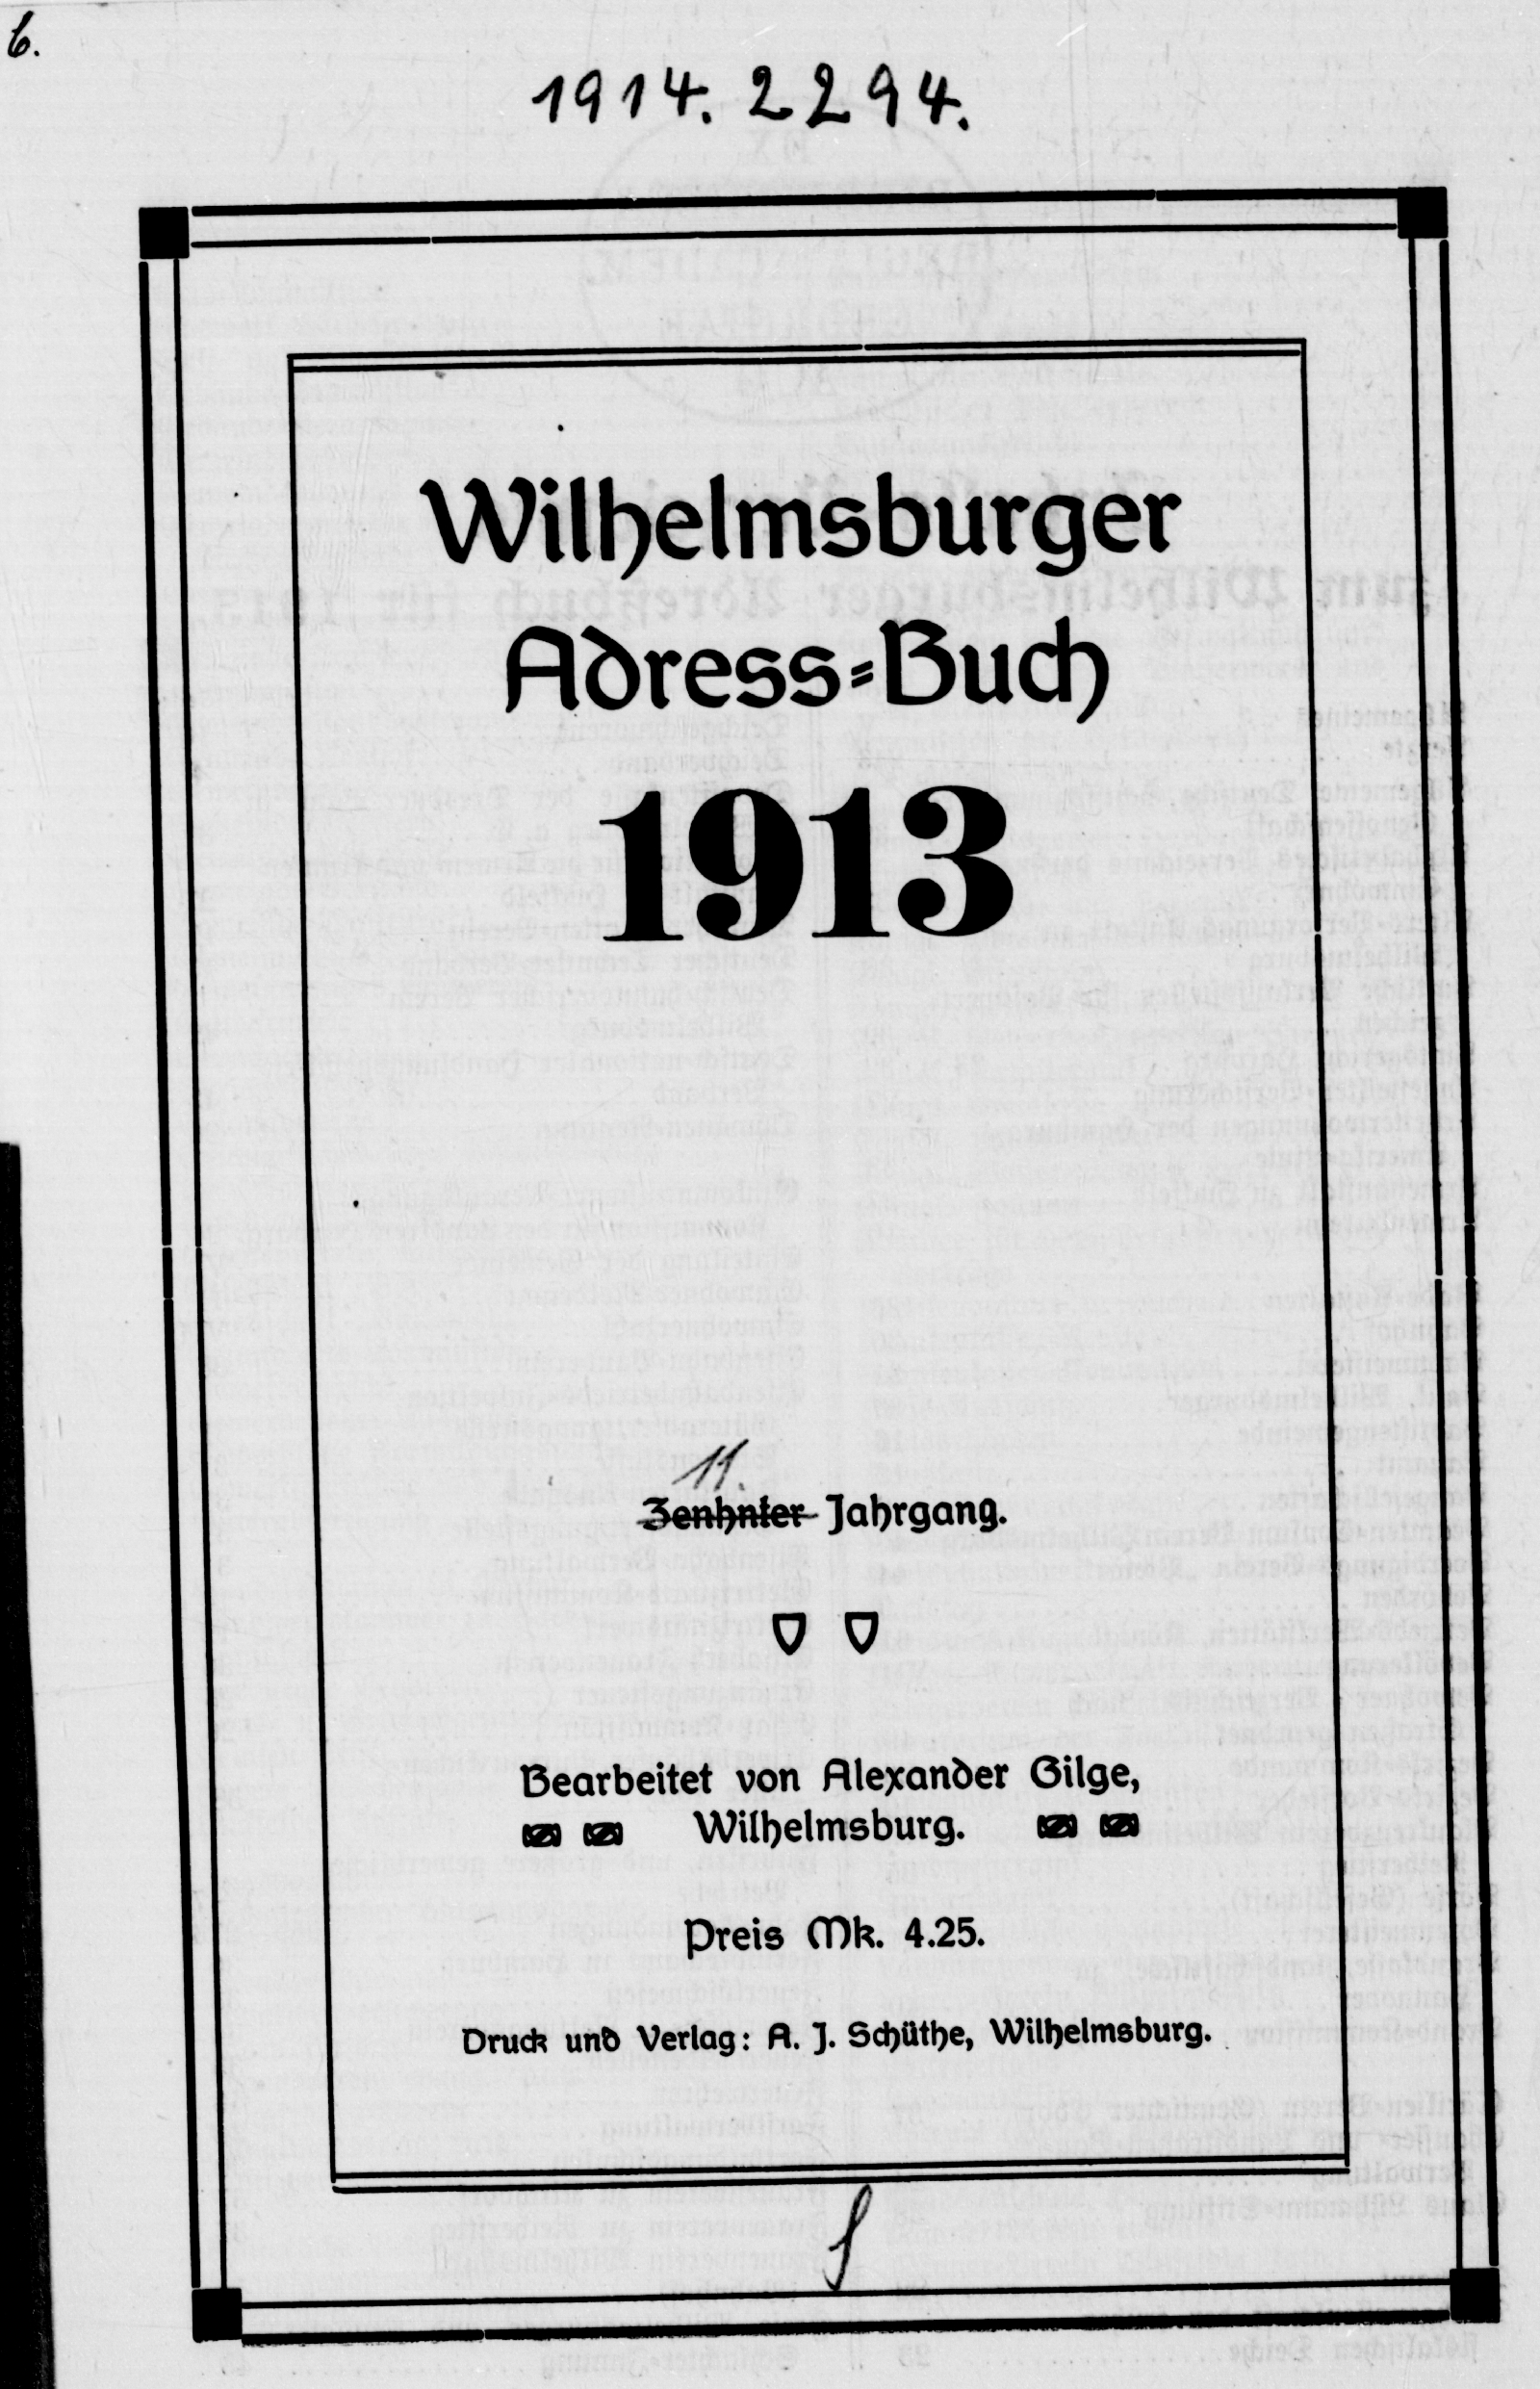 6.
1914. 2294.
Wilhelmsburger
Adress-Buch
1913
11.
Zenhnter Jahrgang.
Bearbeitet von Alexander Gilge,
Wilhelmsburg.
Preis Mk. 4.25.
Druck und Verlag: A. J. Schüthe, Wilhelmsburg.